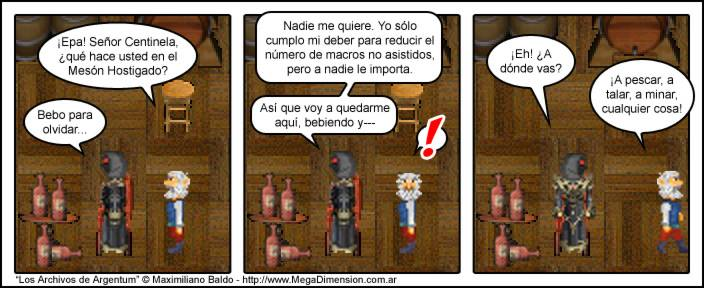 ¡Epa! Señor Centinela,
¿qué hace usted en el
Mesón Hostigado?
Bebo para
olvidar...
Nadie me quiere. Yo sólo
cumplo mi deber para reducir el
número de macros no asistidos,
pero a nadie le importa.
Así que voy a quedarme
aquí, bebiendo y---
!
¡Eh! ¿A
dónde vas?
¡A pescar, a
talar, a minar,
cualquier cosa!
"Los Archivos de Argentum" © Maximiliano Baldo - http://www.MegaDimension.com.ar